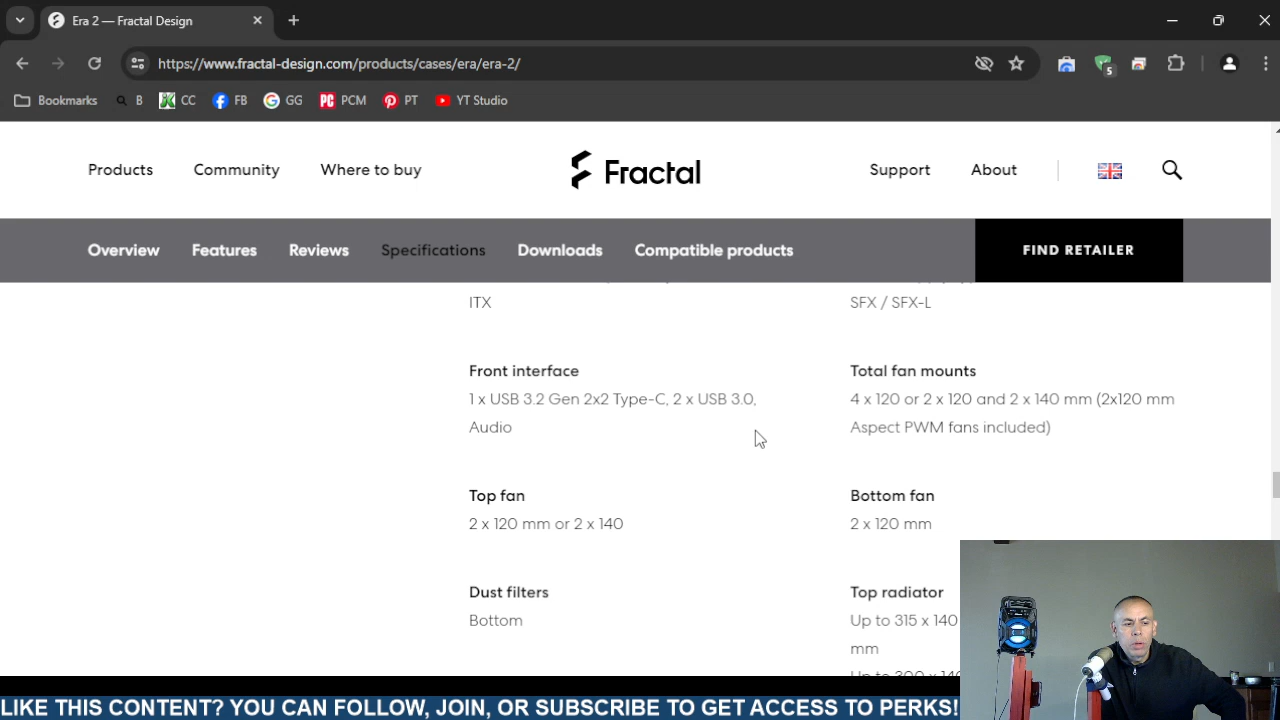 Era 2 — Fractal Design
https://www.fractal-design.com/products/cases/era/era-2/
5
Bookmarks B CC FB GG PCM PT YT Studio
Products Community Where to buy Fractal Support About
Overview Features Reviews Specifications Downloads Compatible products FIND RETAILER
ITX
SFX / SFX-L
Front interface
1 x USB 3.2 Gen 2x2 Type-C, 2 x USB 3.0,
Audio
Total fan mounts
4 x 120 or 2 x 120 and 2 x 140 mm (2x120 mm
Aspect PWM fans included)
Top fan
2 x 120 mm or 2 x 140
Bottom fan
2 x 120 mm
Dust filters
Bottom
Top radiator
Up to 315 x 140
mm
LIKE THIS CONTENT? YOU CAN FOLLOW, JOIN, OR SUBSCRIBE TO GET ACCESS TO PERKS!